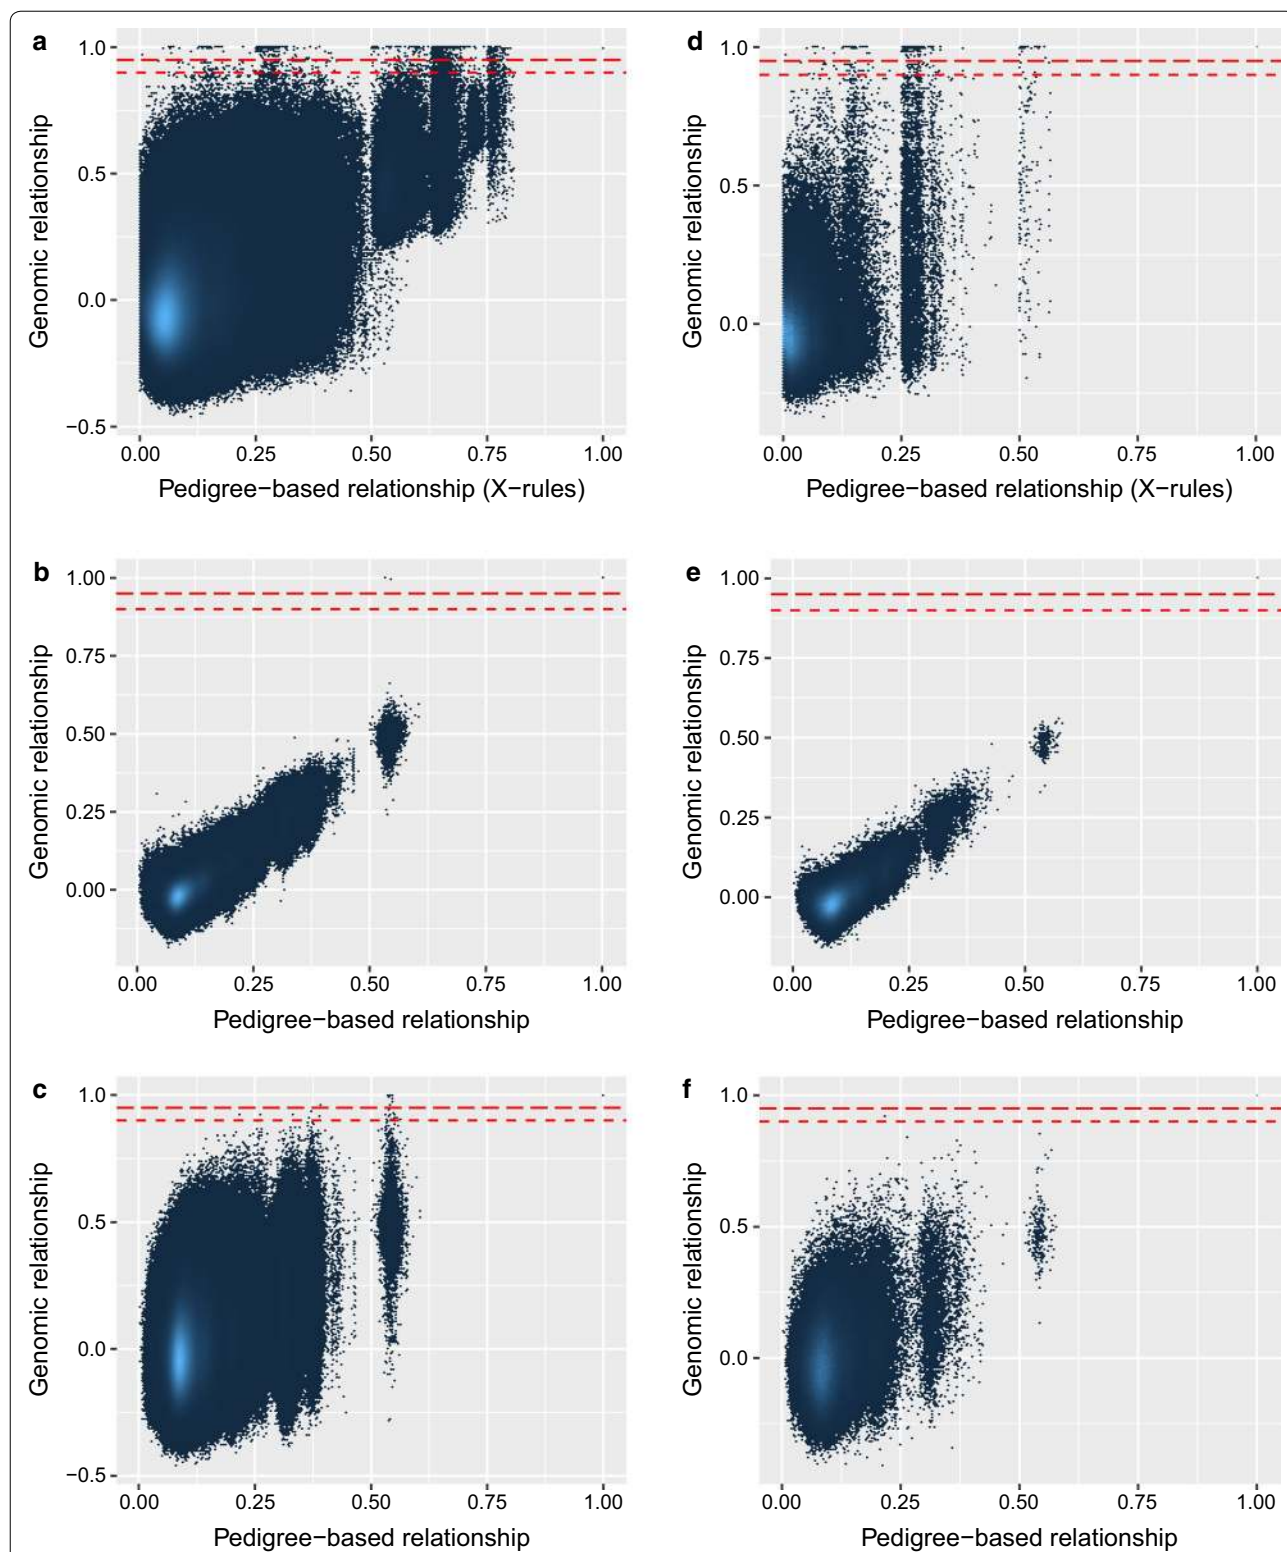 a
1.0
0.5
0.0
−0.5
Genomic relationship
0.00 0.25 0.50 0.75 1.00
Pedigree−based relationship (X−rules)
d
1.0
0.5
0.0
Genomic relationship
0.00 0.25 0.50 0.75 1.00
Pedigree−based relationship (X−rules)
b
1.00
0.75
0.50
0.25
0.00
Genomic relationship
0.00 0.25 0.50 0.75 1.00
Pedigree−based relationship
e
1.00
0.75
0.50
0.25
0.00
Genomic relationship
0.00 0.25 0.50 0.75 1.00
Pedigree−based relationship
c
1.0
0.5
0.0
−0.5
Genomic relationship
0.00 0.25 0.50 0.75 1.00
Pedigree−based relationship
f
1.0
0.5
0.0
Genomic relationship
0.00 0.25 0.50 0.75 1.00
Pedigree−based relationship